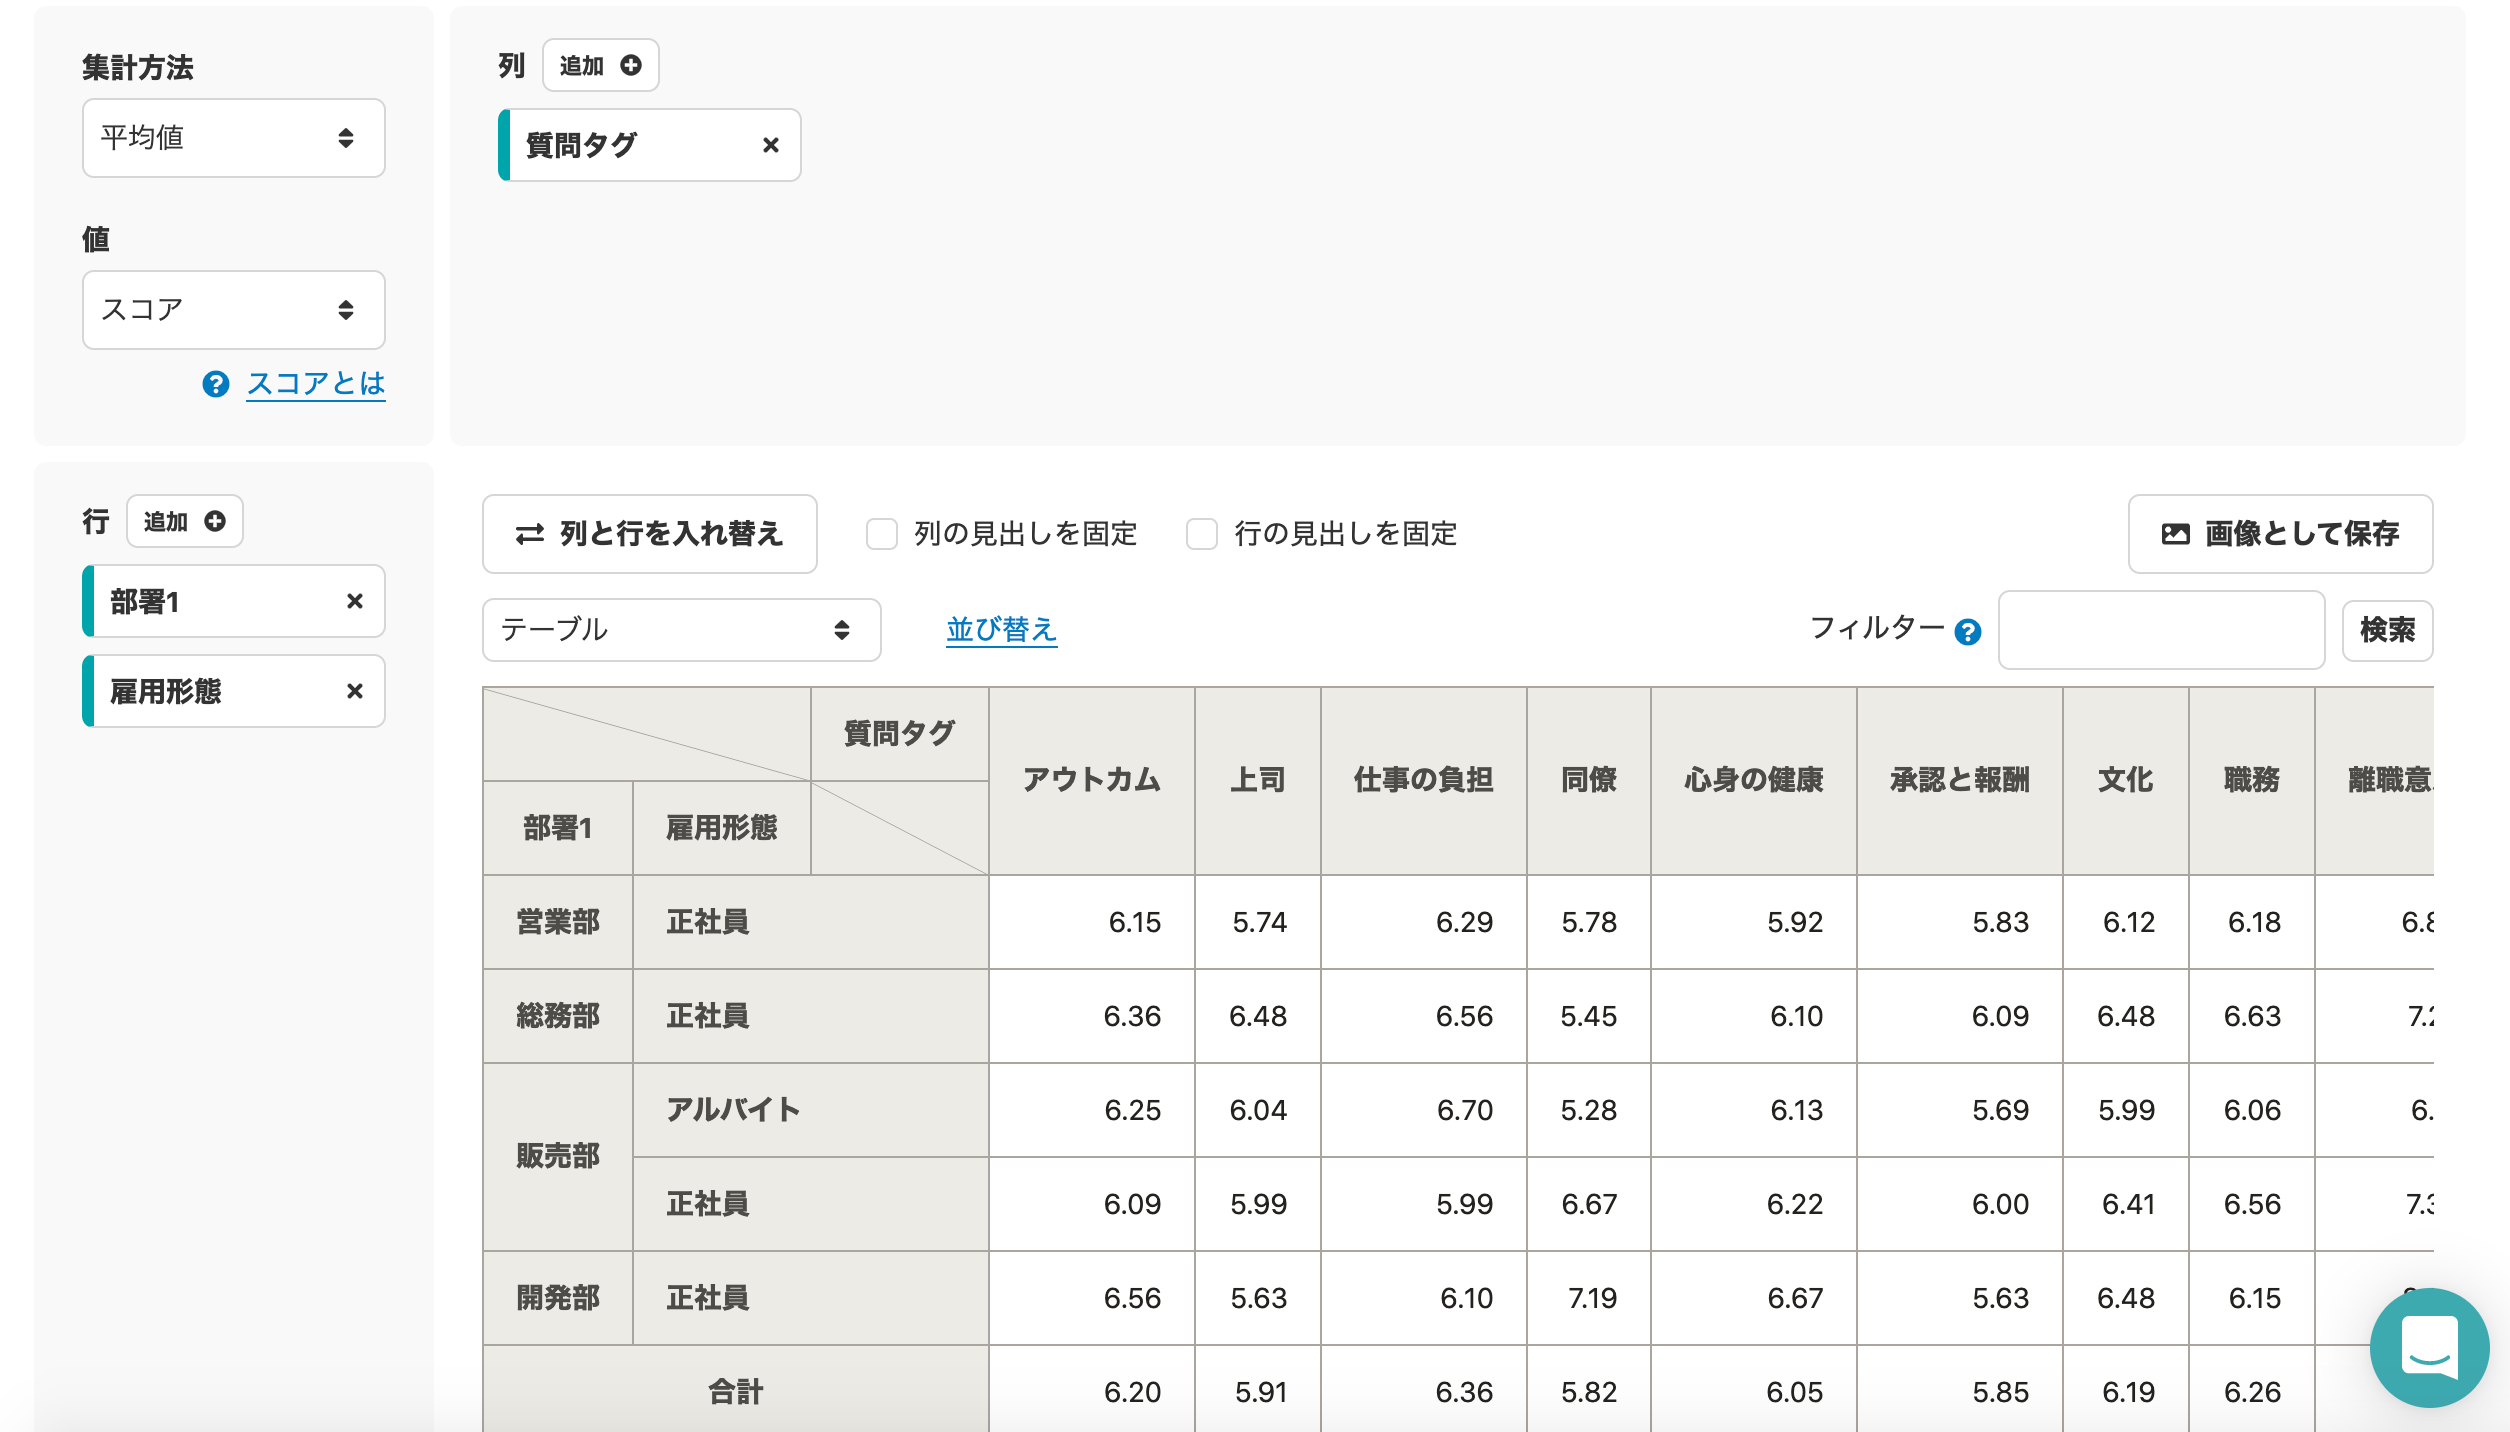 集計方法
平均値
値
スコア
スコアとは
列 追加
質問タグ
行 追加
部署1
雇用形態
列と行を入れ替え 列の見出しを固定 行の見出しを固定 画像として保存
テーブル 並び替え フィルター 検索
質問タグ
部署1 雇用形態
アウトカム 上司 仕事の負担 同僚 心身の健康 承認と報酬 文化 職務 離職意
営業部 正社員 6.15 5.74 6.29 5.78 5.92 5.83 6.12 6.18 6.8
総務部 正社員 6.36 6.48 6.56 5.45 6.10 6.09 6.48 6.63 7.2
販売部
アルバイト 6.25 6.04 6.70 5.28 6.13 5.69 5.99 6.06 6.
正社員 6.09 5.99 5.99 6.67 6.22 6.00 6.41 6.56 7.3
開発部 正社員 6.56 5.63 6.10 7.19 6.67 5.63 6.48 6.15
合計 6.20 5.91 6.36 5.82 6.05 5.85 6.19 6.26